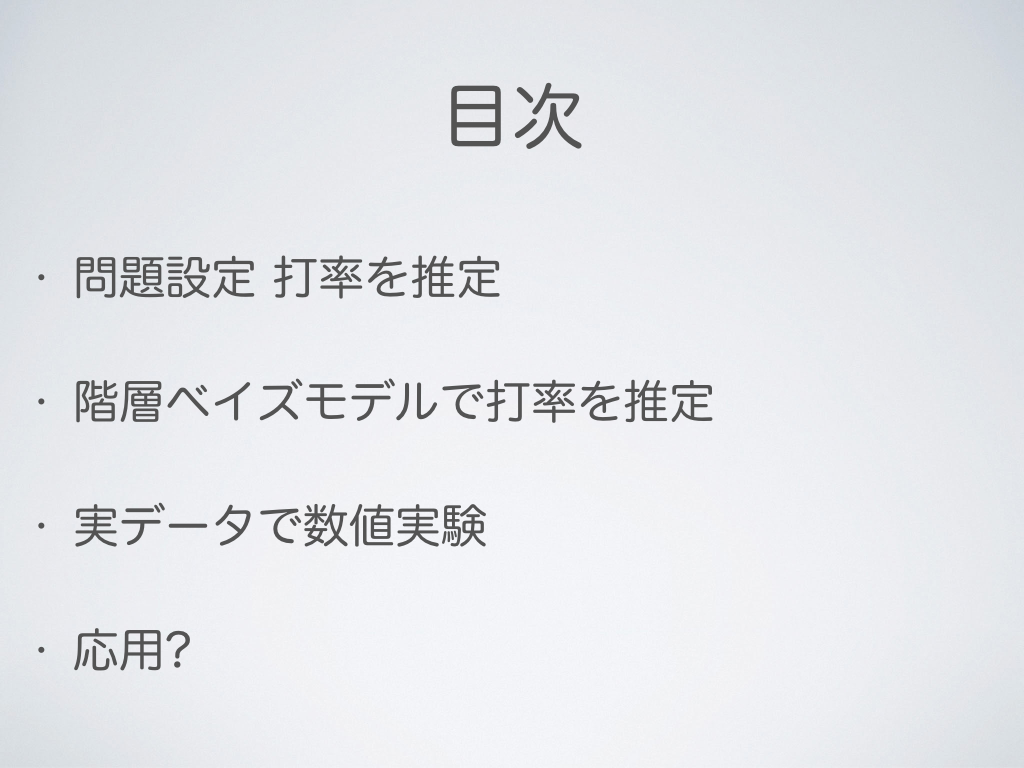 目次
・ 問題設定 打率を推定
・ 階層ベイズモデルで打率を推定
・ 実データで数値実験
・ 応用?